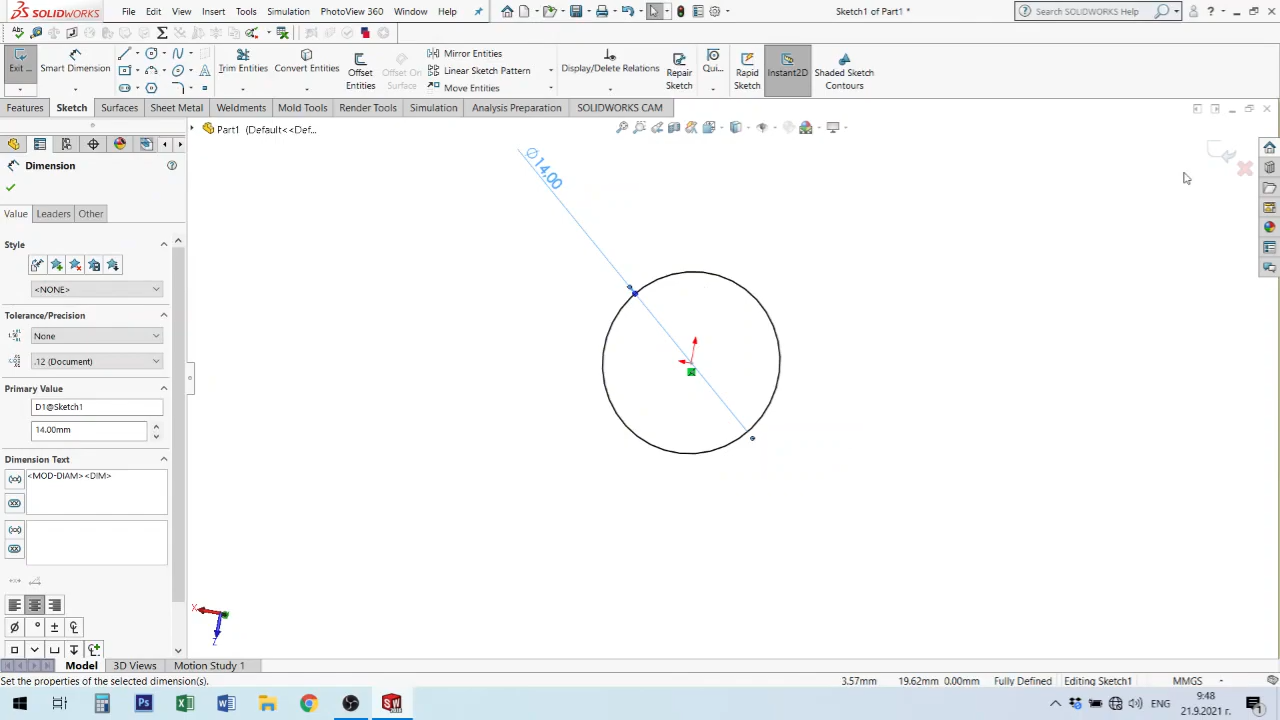 SOLIDWORKS File Edit View Insert Tools Simulation PhotoView 360 Window Help Sketch1 of Part1 * Search SOLIDWORKS Help
Exit ... Smart Dimension Trim Entities Convert Entities Offset Entities Offset On Surface Mirror Entities Linear Sketch Pattern Move Entities Display/Delete Relations Repair Sketch Qui... Rapid Sketch Instant2D Shaded Sketch Contours
Features Sketch Surfaces Sheet Metal Weldments Mold Tools Render Tools Simulation Analysis Preparation SOLIDWORKS CAM
Part1 (Default<<Def...
Dimension
Value Leaders Other
Style
<NONE>
Tolerance/Precision
None
.12 (Document)
Primary Value
D1@Sketch1
14.00mm
Dimension Text
<MOD-DIAM><DIM>
∅14,00
X
Z
Model 3D Views Motion Study 1
Set the properties of the selected dimension(s). 3.57mm 19.62mm 0.00mm Fully Defined Editing Sketch1 MMGS
ENG 9:48
21.9.2021 г.